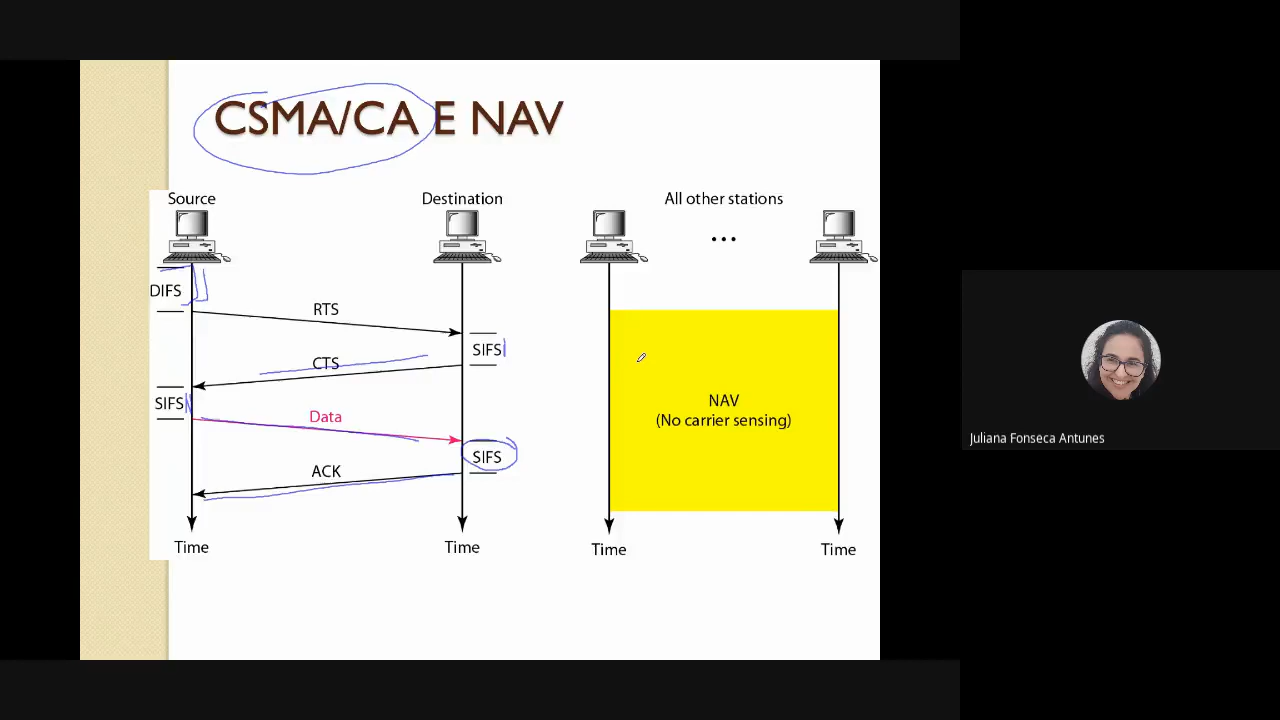 CSMA/CA E NAV
Source
Destination
All other stations
...
DIFS
RTS
SIFS
CTS
SIFS
Data
SIFS
ACK
NAV
(No carrier sensing)
Time
Time
Time
Time
Juliana Fonseca Antunes